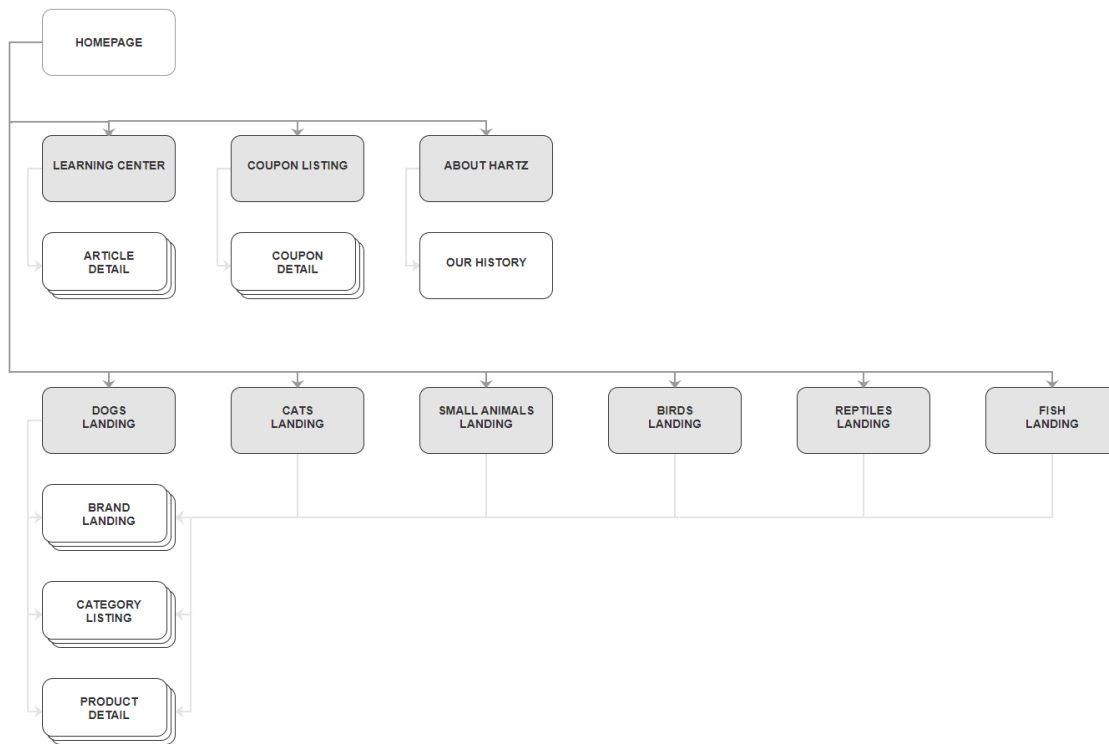 HOMEPAGE
LEARNING CENTER
COUPON LISTING
ABOUT HARTZ
ARTICLE
DETAIL
COUPON
DETAIL
OUR HISTORY
DOGS
LANDING
CATS
LANDING
SMALL ANIMALS
LANDING
BIRDS
LANDING
REPTILES
LANDING
FISH
LANDING
BRAND
LANDING
CATEGORY
LISTING
PRODUCT
DETAIL